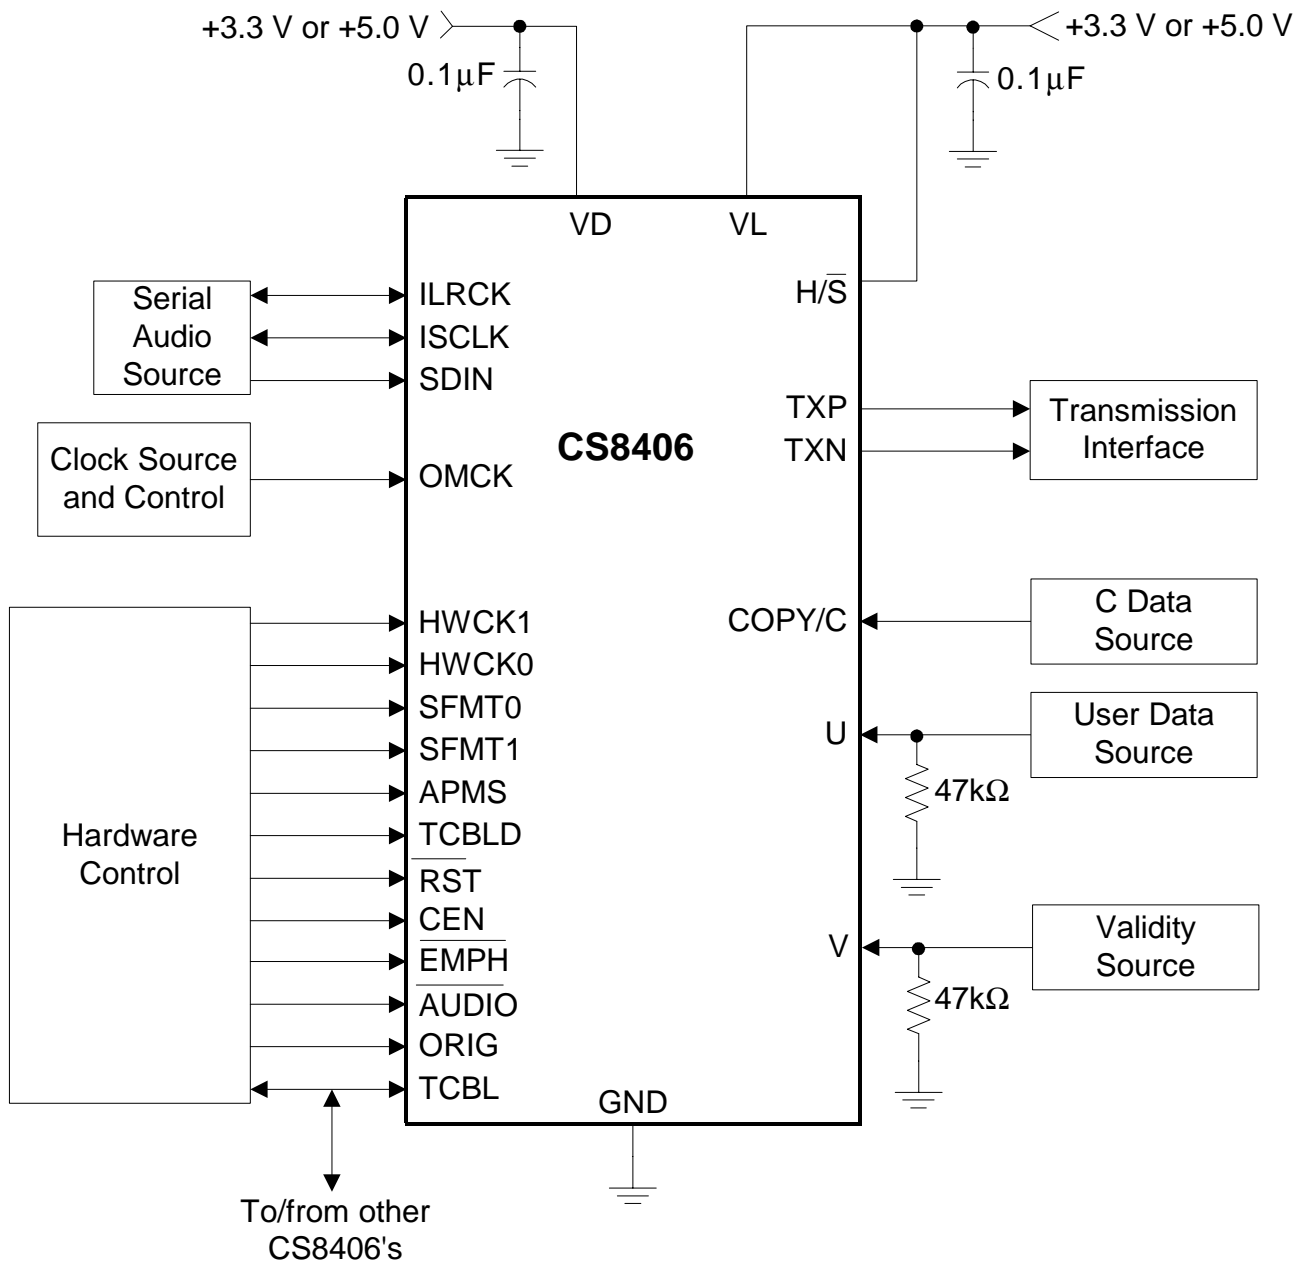 +3.3 V or +5.0 V
+3.3 V or +5.0 V
0.1µF
0.1µF
VD
VL
H/S̅
Serial
Audio
Source
ILRCK
ISCLK
SDIN
CS8406
TXP
TXN
Transmission
Interface
Clock Source
and Control
OMCK
Hardware
Control
HWCK1
HWCK0
SFMT0
SFMT1
APMS
TCBLD
R̅S̅T̅
CEN
E̅M̅P̅H̅
A̅U̅D̅I̅O̅
ORIG
TCBL
COPY/C
C Data
Source
U
User Data
Source
47kΩ
V
Validity
Source
47kΩ
GND
To/from other
CS8406's